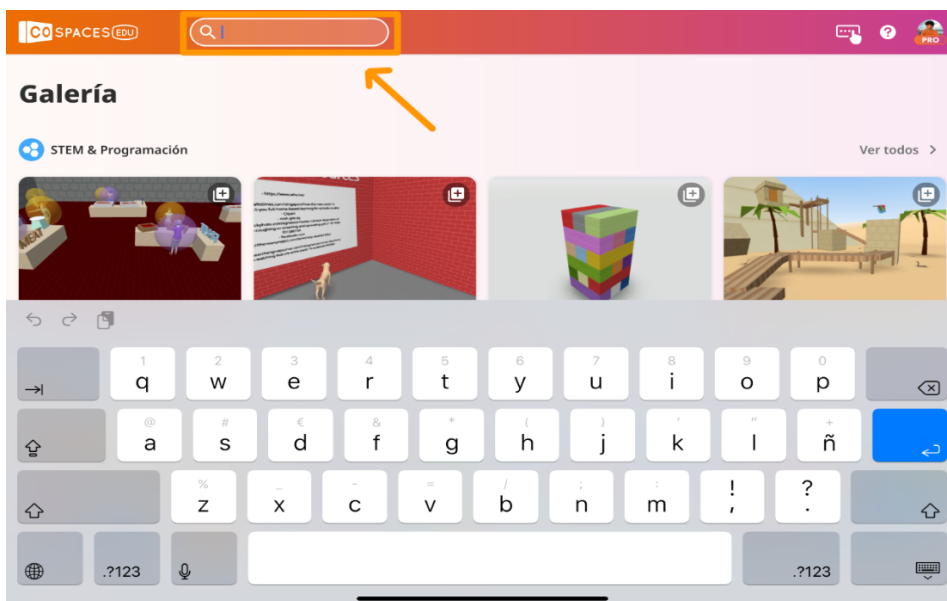 CO SPACES EDU
PRO
Galería
STEM & Programación
Ver todos >
MEAT
1 2 3 4 5 6 7 8 9 0
q w e r t y u i o p
@ # € & * ( ) ' " +
a s d f g h j k l ñ
% _ - = / ; : ! ?
z x c v b n m , .
.?123 .?123